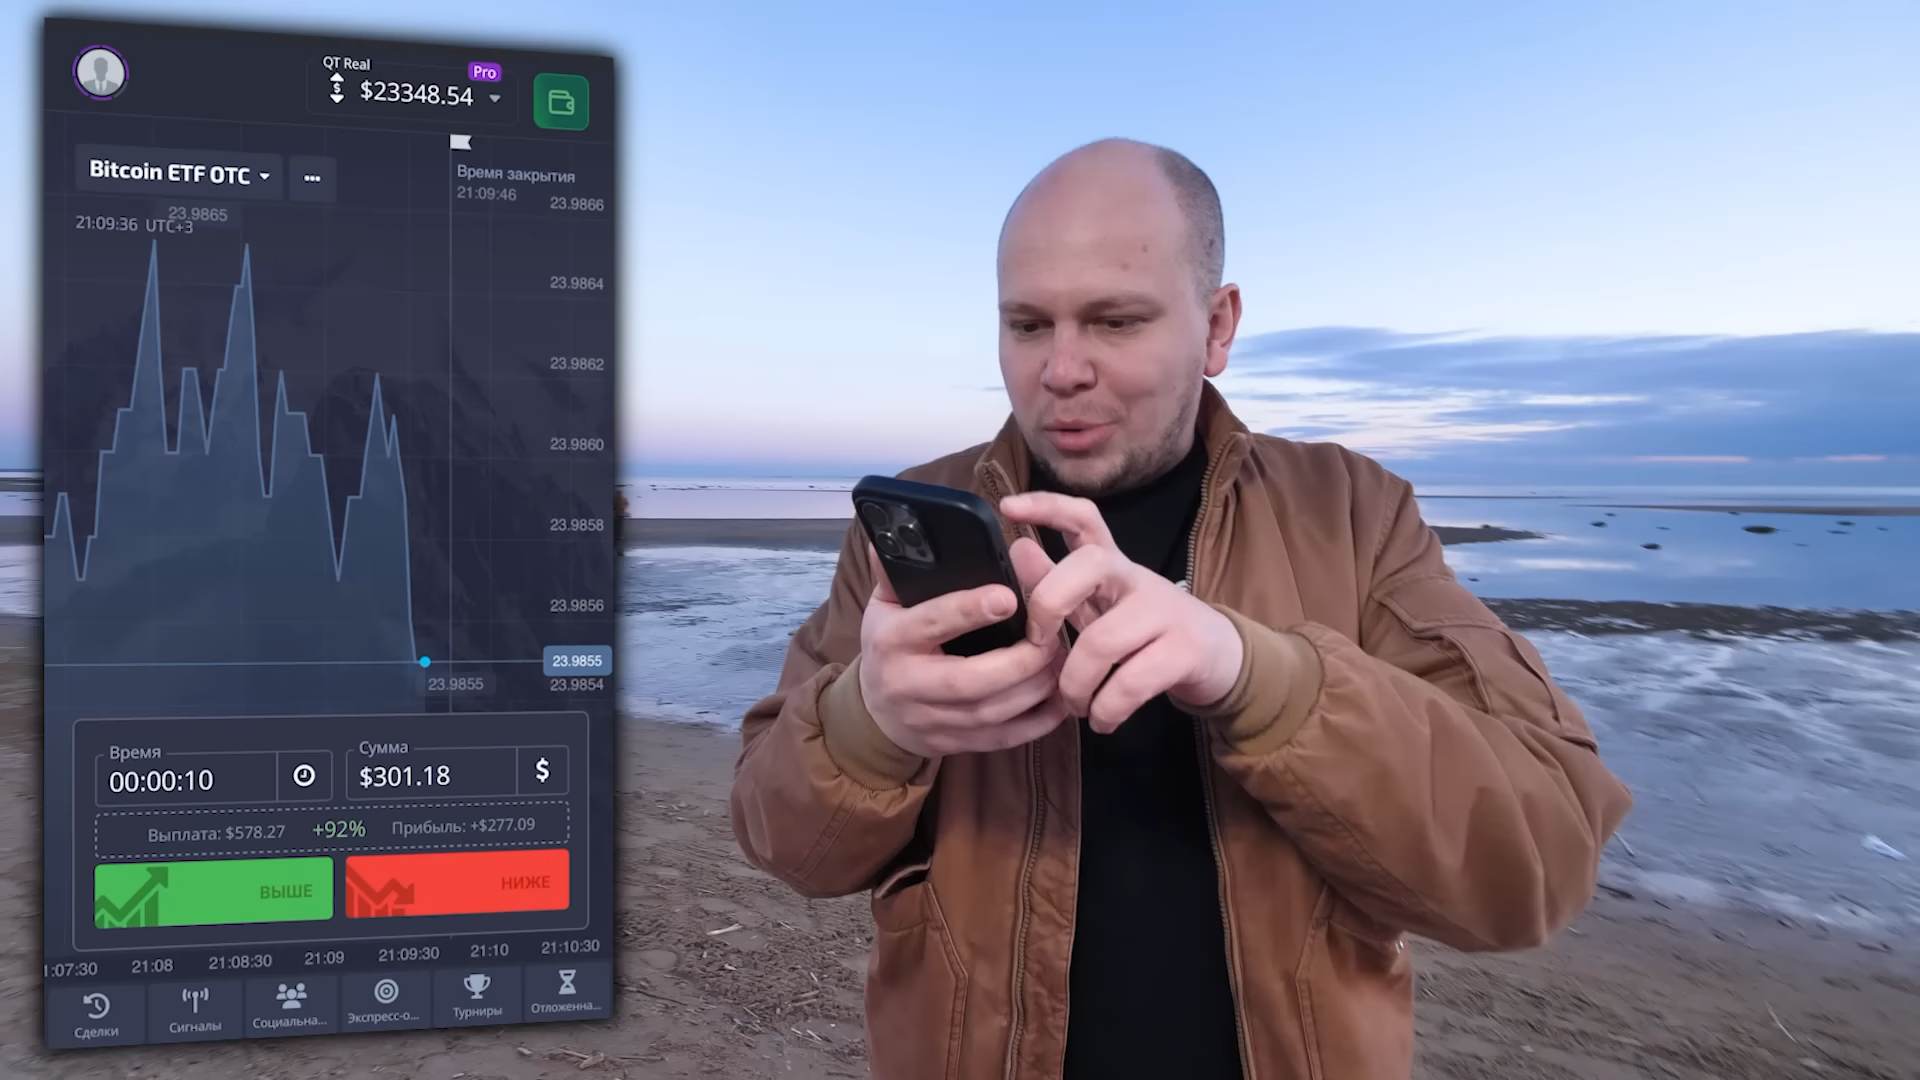 QT Real
Pro
$23348.54
Bitcoin ETF OTC
...
Время закрытия
21:09:46
23.9866
23.9865
21:09:36 UTC+3
23.9864
23.9862
23.9860
23.9858
23.9856
23.9855
23.9855
23.9854
Время
00:00:10
Сумма
$301.18
$
Выплата: $578.27
+92%
Прибыль: +$277.09
ВЫШЕ
НИЖЕ
1:07:30
21:08
21:08:30
21:09
21:09:30
21:10
21:10:30
Сделки
Сигналы
Социальна...
Экспресс-о...
Турниры
Отложенна...